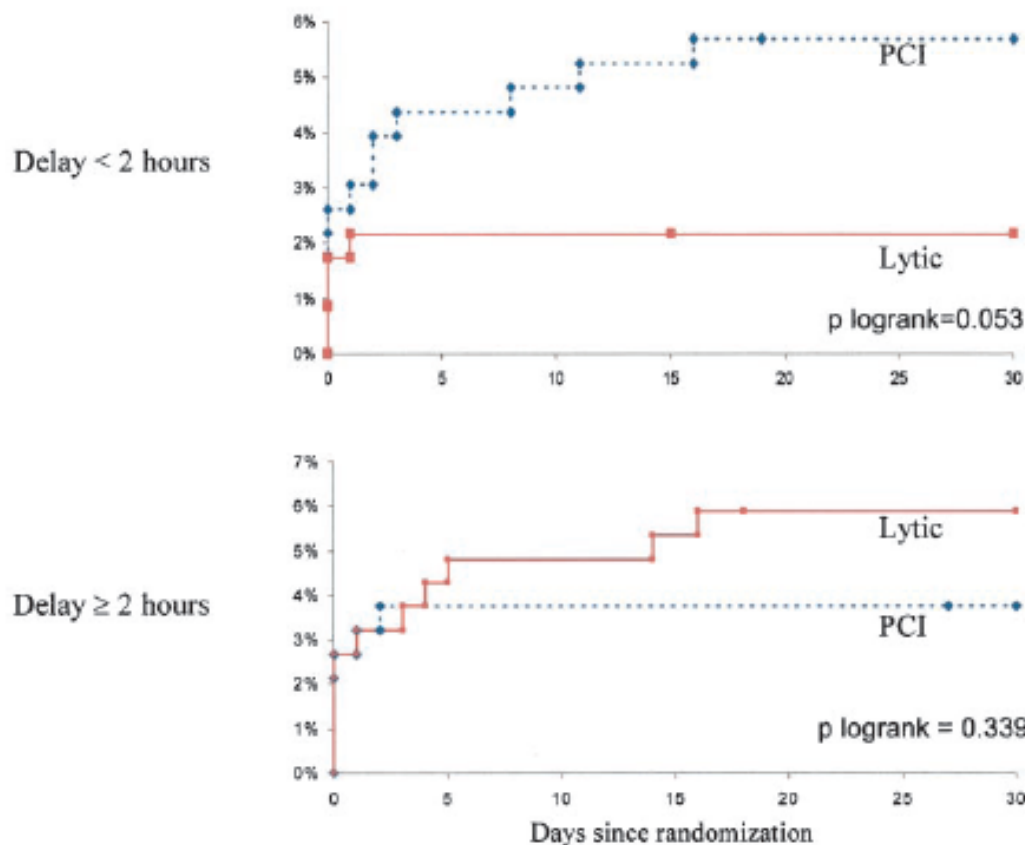 6%
5%
4%
3%
2%
1%
0%
PCI
Lytic
Delay < 2 hours
p logrank=0.053
0 5 10 15 20 25 30
7%
6%
5%
4%
3%
2%
1%
0%
Lytic
PCI
Delay ≥ 2 hours
p logrank = 0.339
0 5 10 15 20 25 30
Days since randomization